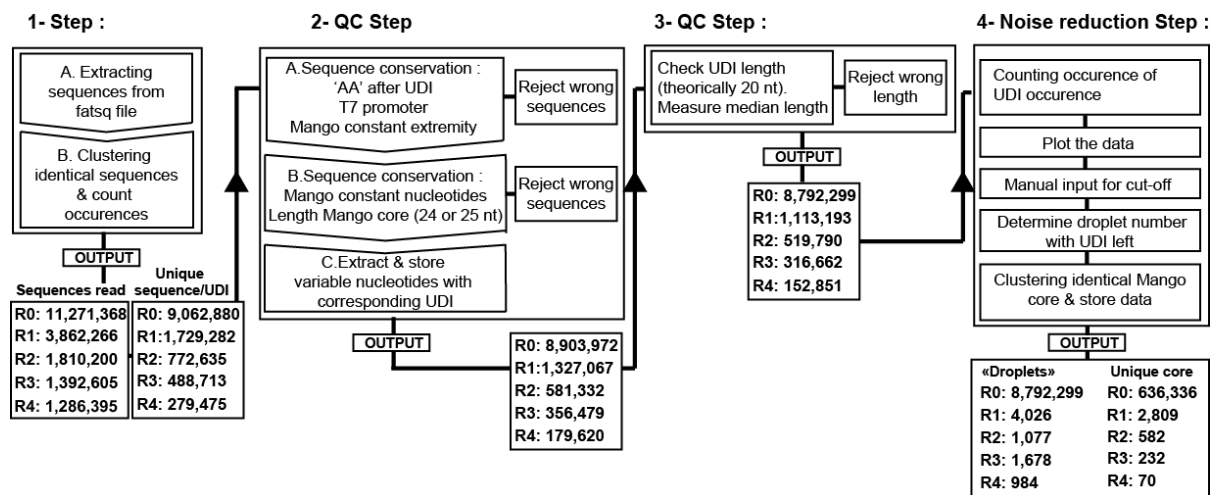 1- Step :
A. Extracting
sequences from
fatsq file
B. Clustering
identical sequences
& count
occurences
OUTPUT
Sequences read
R0: 11,271,368
R1: 3,862,266
R2: 1,810,200
R3: 1,392,605
R4: 1,286,395
Unique
sequence/UDI
R0: 9,062,880
R1:1,729,282
R2: 772,635
R3: 488,713
R4: 279,475
2- QC Step
A.Sequence conservation :
'AA' after UDI
T7 promoter
Mango constant extremity
Reject wrong
sequences
B.Sequence conservation :
Mango constant nucleotides
Length Mango core (24 or 25 nt)
Reject wrong
sequences
C.Extract & store
variable nucleotides with
corresponding UDI
OUTPUT
R0: 8,903,972
R1:1,327,067
R2: 581,332
R3: 356,479
R4: 179,620
3- QC Step :
Check UDI length
(theorically 20 nt).
Measure median length
Reject wrong
length
OUTPUT
R0: 8,792,299
R1:1,113,193
R2: 519,790
R3: 316,662
R4: 152,851
4- Noise reduction Step :
Counting occurence of
UDI occurence
Plot the data
Manual input for cut-off
Determine droplet number
with UDI left
Clustering identical Mango
core & store data
OUTPUT
«Droplets»
R0: 8,792,299
R1: 4,026
R2: 1,077
R3: 1,678
R4: 984
Unique core
R0: 636,336
R1: 2,809
R2: 582
R3: 232
R4: 70